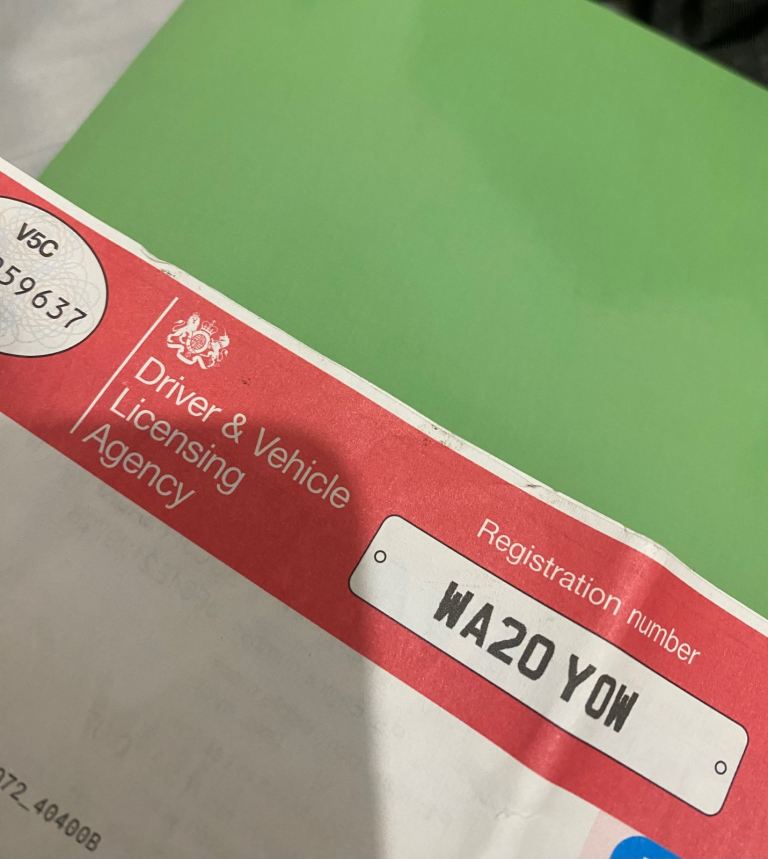 V5C
59637
Driver & Vehicle
Licensing
Agency
Registration number
WA20 YOW
072_40400B